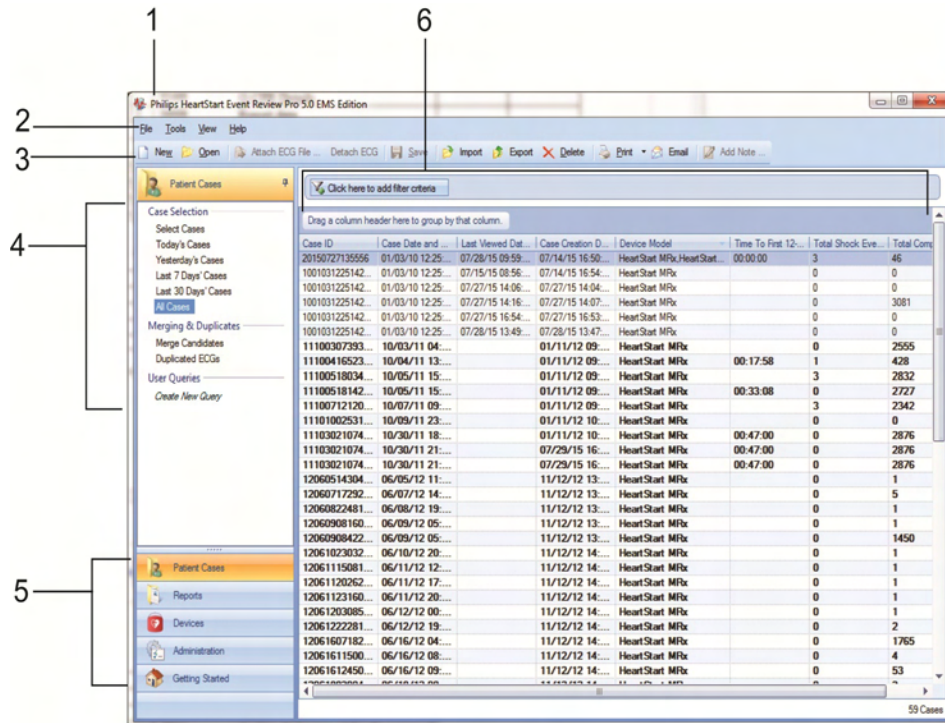 1
6
Philips HeartStart Event Review Pro 5.0 EMS Edition
2
File Tools View Help
3
New Open Attach ECG File ... Detach ECG Save Import Export Delete Print Email Add Note ...
Patient Cases
Click here to add filter criteria
Drag a column header here to group by that column.
4
Case Selection
Select Cases
Today's Cases
Yesterday's Cases
Last 7 Days' Cases
Last 30 Days' Cases
All Cases
Merging & Duplicates
Merge Candidates
Duplicated ECGs
User Queries
Create New Query
5
Patient Cases
Reports
Devices
Administration
Getting Started
Case ID Case Date and ... Last Viewed Dat... Case Creation D... Device Model Time To First 12-... Total Shock Eve... Total Comp
20150727135556 01/03/10 12:25:... 07/28/15 09:59:... 07/14/15 16:50:... HeartStart MRx,HeartStart... 00:00:00 3 46
1001031225142... 01/03/10 12:25:... 07/15/15 08:56:... 07/14/15 16:54:... HeartStart MRx 0 0
1001031225142... 01/03/10 12:25:... 07/27/15 14:06:... 07/27/15 14:04:... HeartStart MRx 0 0
1001031225142... 01/03/10 12:25:... 07/27/15 14:16:... 07/27/15 14:07:... HeartStart MRx 0 3081
1001031225142... 01/03/10 12:25:... 07/27/15 16:54:... 07/27/15 16:53:... HeartStart MRx 0 0
1001031225142... 01/03/10 12:25:... 07/28/15 13:49:... 07/28/15 13:47:... HeartStart MRx 0 0
11100307393... 10/03/11 04:... 01/11/12 09:... HeartStart MRx 0 2555
11100416523... 10/04/11 13:... 01/11/12 09:... HeartStart MRx 00:17:58 1 428
11100518034... 10/05/11 15:... 01/11/12 09:... HeartStart MRx 3 2832
11100518142... 10/05/11 15:... 01/11/12 09:... HeartStart MRx 00:33:08 0 2727
11100712120... 10/07/11 09:... 01/11/12 09:... HeartStart MRx 3 2342
11101002531... 10/09/11 23:... 01/11/12 10:... HeartStart MRx 0 0
11103021074... 10/30/11 18:... 01/11/12 10:... HeartStart MRx 00:47:00 0 2876
11103021074... 10/30/11 21:... 07/29/15 16:... HeartStart MRx 00:47:00 0 2876
11103021074... 10/30/11 21:... 07/29/15 16:... HeartStart MRx 00:47:00 0 2876
12060514304... 06/05/12 11:... 11/12/12 13:... HeartStart MRx 0 1
12060717292... 06/07/12 14:... 11/12/12 13:... HeartStart MRx 0 5
12060822481... 06/08/12 19:... 11/12/12 13:... HeartStart MRx 0 1
12060908160... 06/09/12 05:... 11/12/12 13:... HeartStart MRx 0 1
12060908422... 06/09/12 05:... 11/12/12 13:... HeartStart MRx 0 1450
12061023032... 06/10/12 20:... 11/12/12 14:... HeartStart MRx 0 1
12061115081... 06/11/12 12:... 11/12/12 14:... HeartStart MRx 0 1
12061120262... 06/11/12 17:... 11/12/12 14:... HeartStart MRx 0 1
12061123160... 06/11/12 20:... 11/12/12 14:... HeartStart MRx 0 1
12061203085... 06/12/12 00:... 11/12/12 14:... HeartStart MRx 0 1
12061222281... 06/12/12 19:... 11/12/12 14:... HeartStart MRx 0 2
12061607182... 06/16/12 04:... 11/12/12 14:... HeartStart MRx 0 1765
12061611500... 06/16/12 08:... 11/12/12 14:... HeartStart MRx 0 4
12061612450... 06/16/12 09:... 11/12/12 14:... HeartStart MRx 0 53
59 Cases